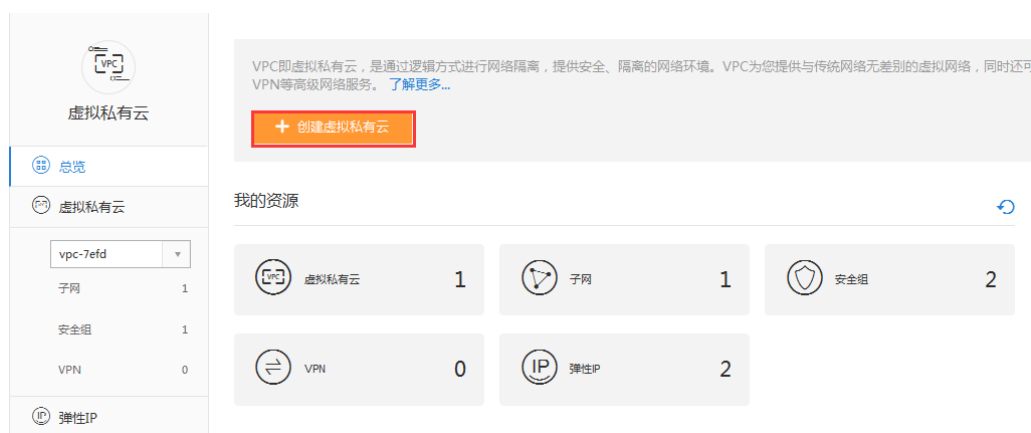 VPC
虚拟私有云
总览
虚拟私有云
vpc-7efd
子网 1
安全组 1
VPN 0
弹性IP
VPC即虚拟私有云，是通过逻辑方式进行网络隔离，提供安全、隔离的网络环境。VPC为您提供与传统网络无差别的虚拟网络，同时还可
VPN等高级网络服务。 了解更多...
创建虚拟私有云
我的资源
VPC 虚拟私有云 1
子网 1
安全组 2
VPN 0
IP 弹性IP 2